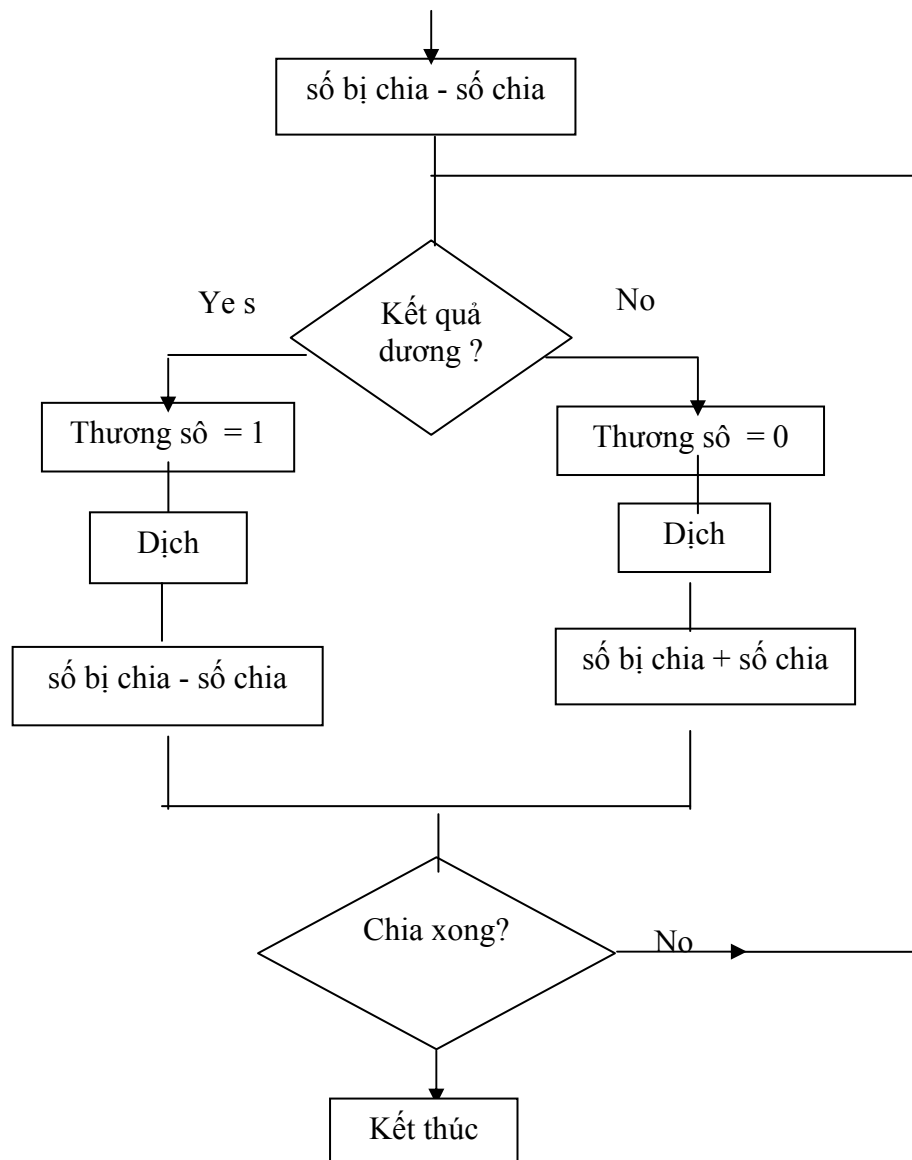 số bị chia - số chia
Ye s
Kết quả
dương ?
No
Thương sô = 1
Thương sô = 0
Dịch
Dịch
số bị chia - số chia
số bị chia + số chia
Chia xong?
No
Kết thúc